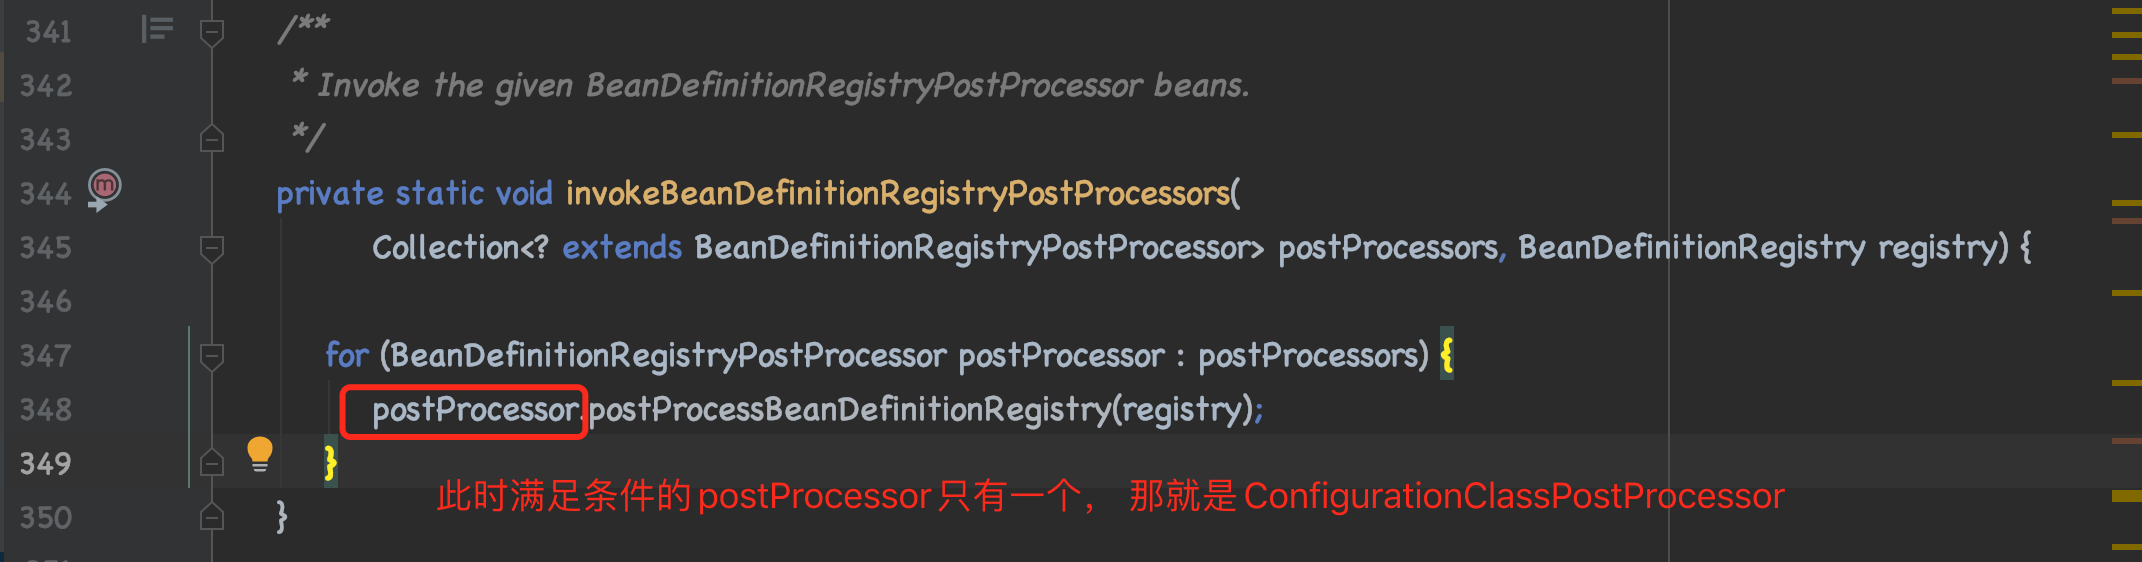 341 /**
342 * Invoke the given BeanDefinitionRegistryPostProcessor beans.
343 */
344 private static void invokeBeanDefinitionRegistryPostProcessors(
345 Collection<? extends BeanDefinitionRegistryPostProcessor> postProcessors, BeanDefinitionRegistry registry) {
346
347 for (BeanDefinitionRegistryPostProcessor postProcessor : postProcessors) {
348 postProcessor.postProcessBeanDefinitionRegistry(registry);
349 }
此时满足条件的postProcessor只有一个， 那就是ConfigurationClassPostProcessor
350 }